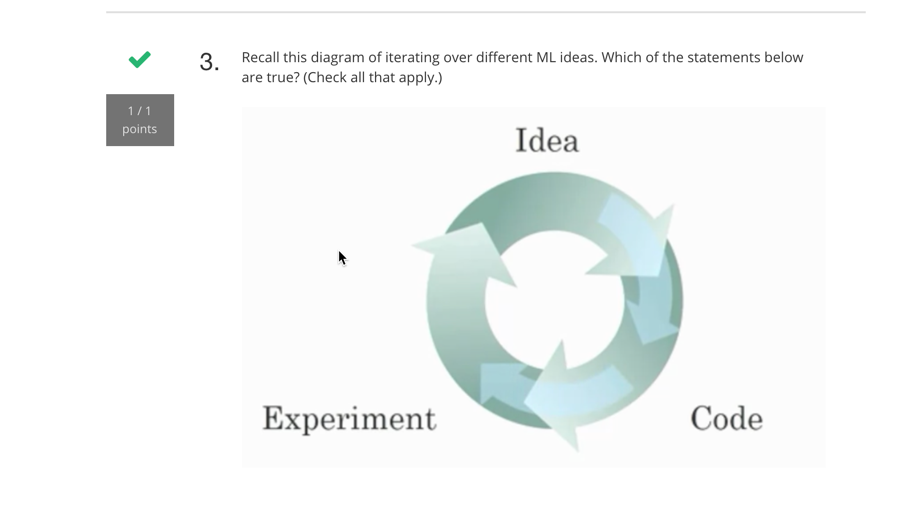 3. Recall this diagram of iterating over different ML ideas. Which of the statements below
are true? (Check all that apply.)
1 / 1
points
Idea
Experiment
Code